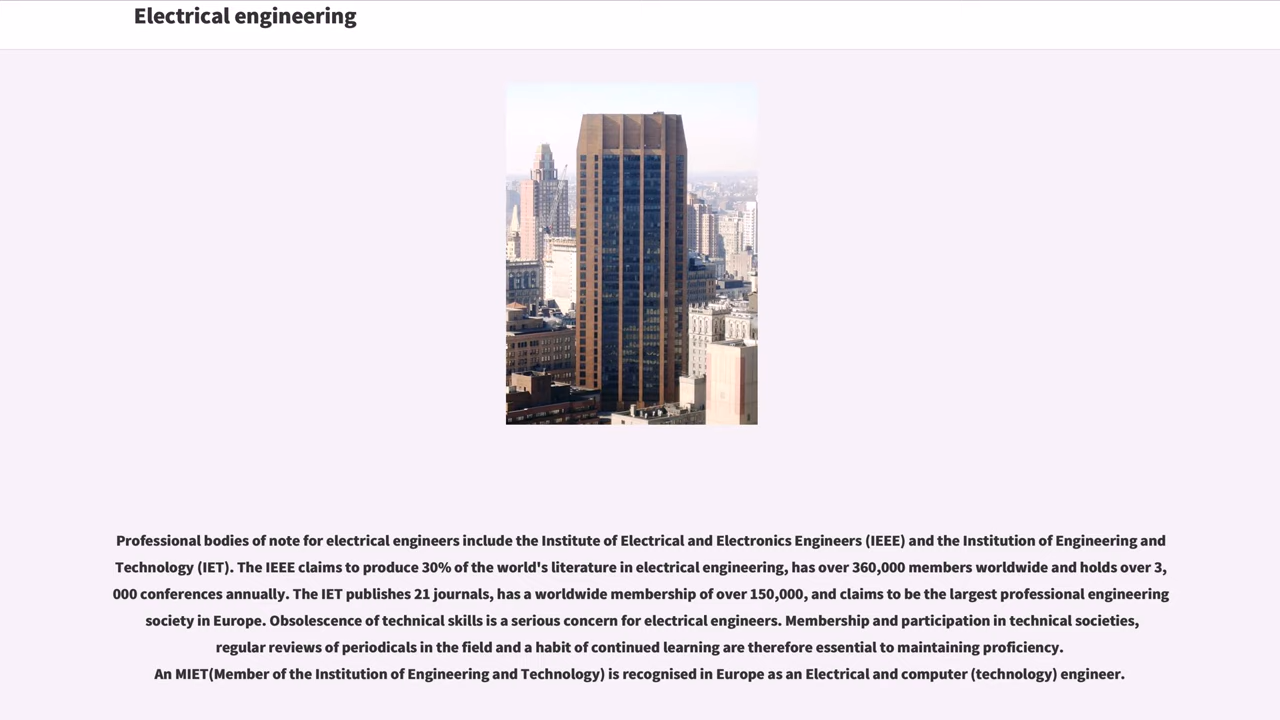 Electrical engineering
Professional bodies of note for electrical engineers include the Institute of Electrical and Electronics Engineers (IEEE) and the Institution of Engineering and
Technology (IET). The IEEE claims to produce 30% of the world's literature in electrical engineering, has over 360,000 members worldwide and holds over 3,
000 conferences annually. The IET publishes 21 journals, has a worldwide membership of over 150,000, and claims to be the largest professional engineering
society in Europe. Obsolescence of technical skills is a serious concern for electrical engineers. Membership and participation in technical societies,
regular reviews of periodicals in the field and a habit of continued learning are therefore essential to maintaining proficiency.
An MIET(Member of the Institution of Engineering and Technology) is recognised in Europe as an Electrical and computer (technology) engineer.